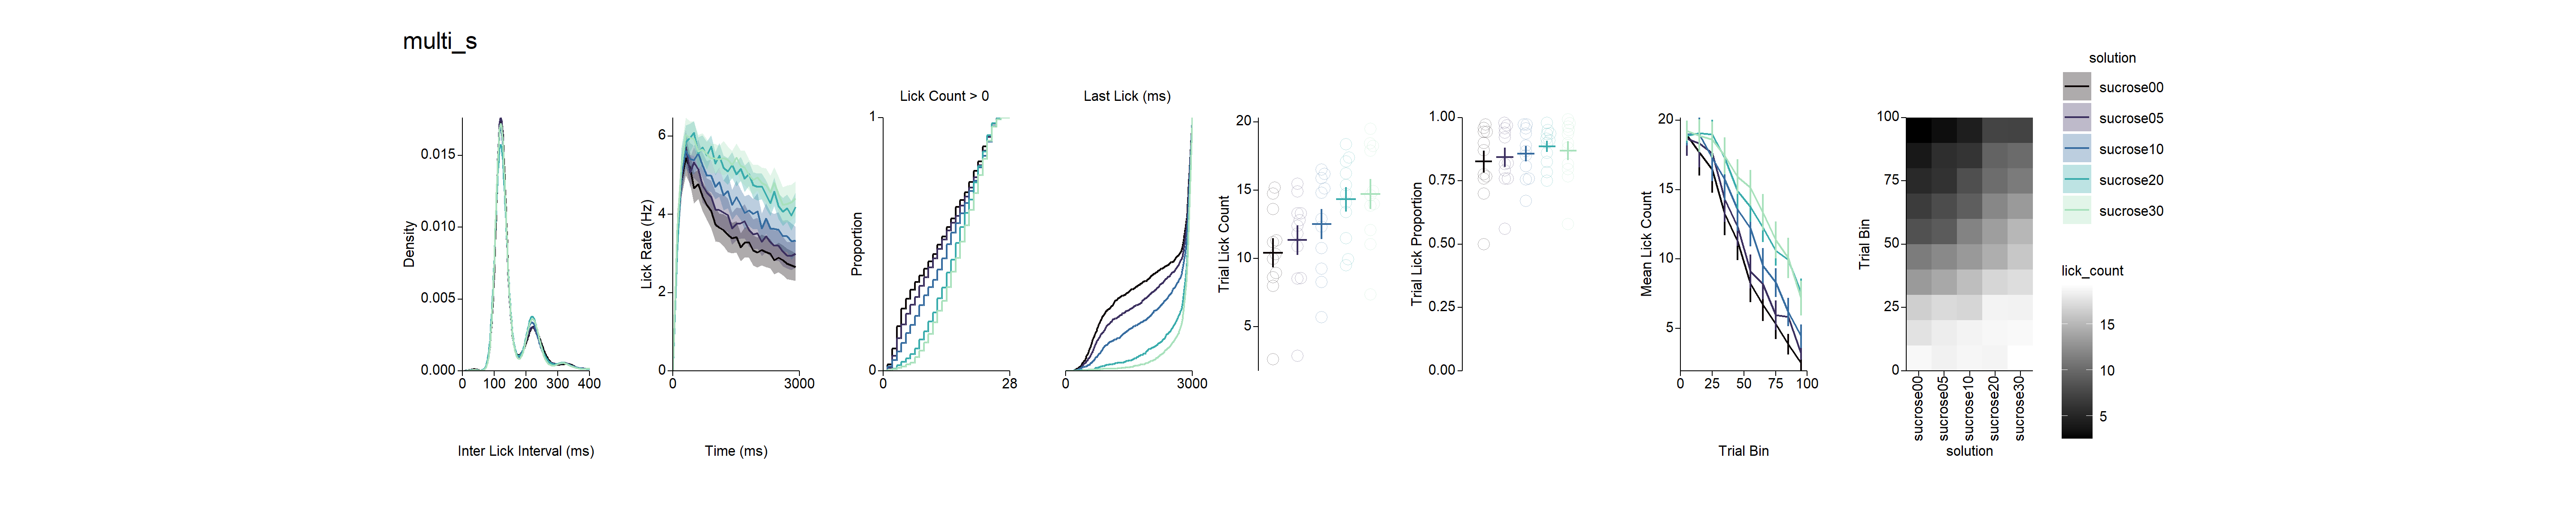 multi_s
Density
0.015
0.010
0.005
0.000
0 100 200 300 400
Inter Lick Interval (ms)
Lick Rate (Hz)
6
4
2
0
0 3000
Time (ms)
Lick Count > 0
Proportion
1
0
0 28
Last Lick (ms)
0 3000
Trial Lick Count
20
15
10
5
Trial Lick Proportion
1.00
0.75
0.50
0.25
0.00
Mean Lick Count
20
15
10
5
0 25 50 75 100
Trial Bin
Trial Bin
100
75
50
25
0
sucrose00
sucrose05
sucrose10
sucrose20
sucrose30
solution
solution
sucrose00
sucrose05
sucrose10
sucrose20
sucrose30
lick_count
15
10
5